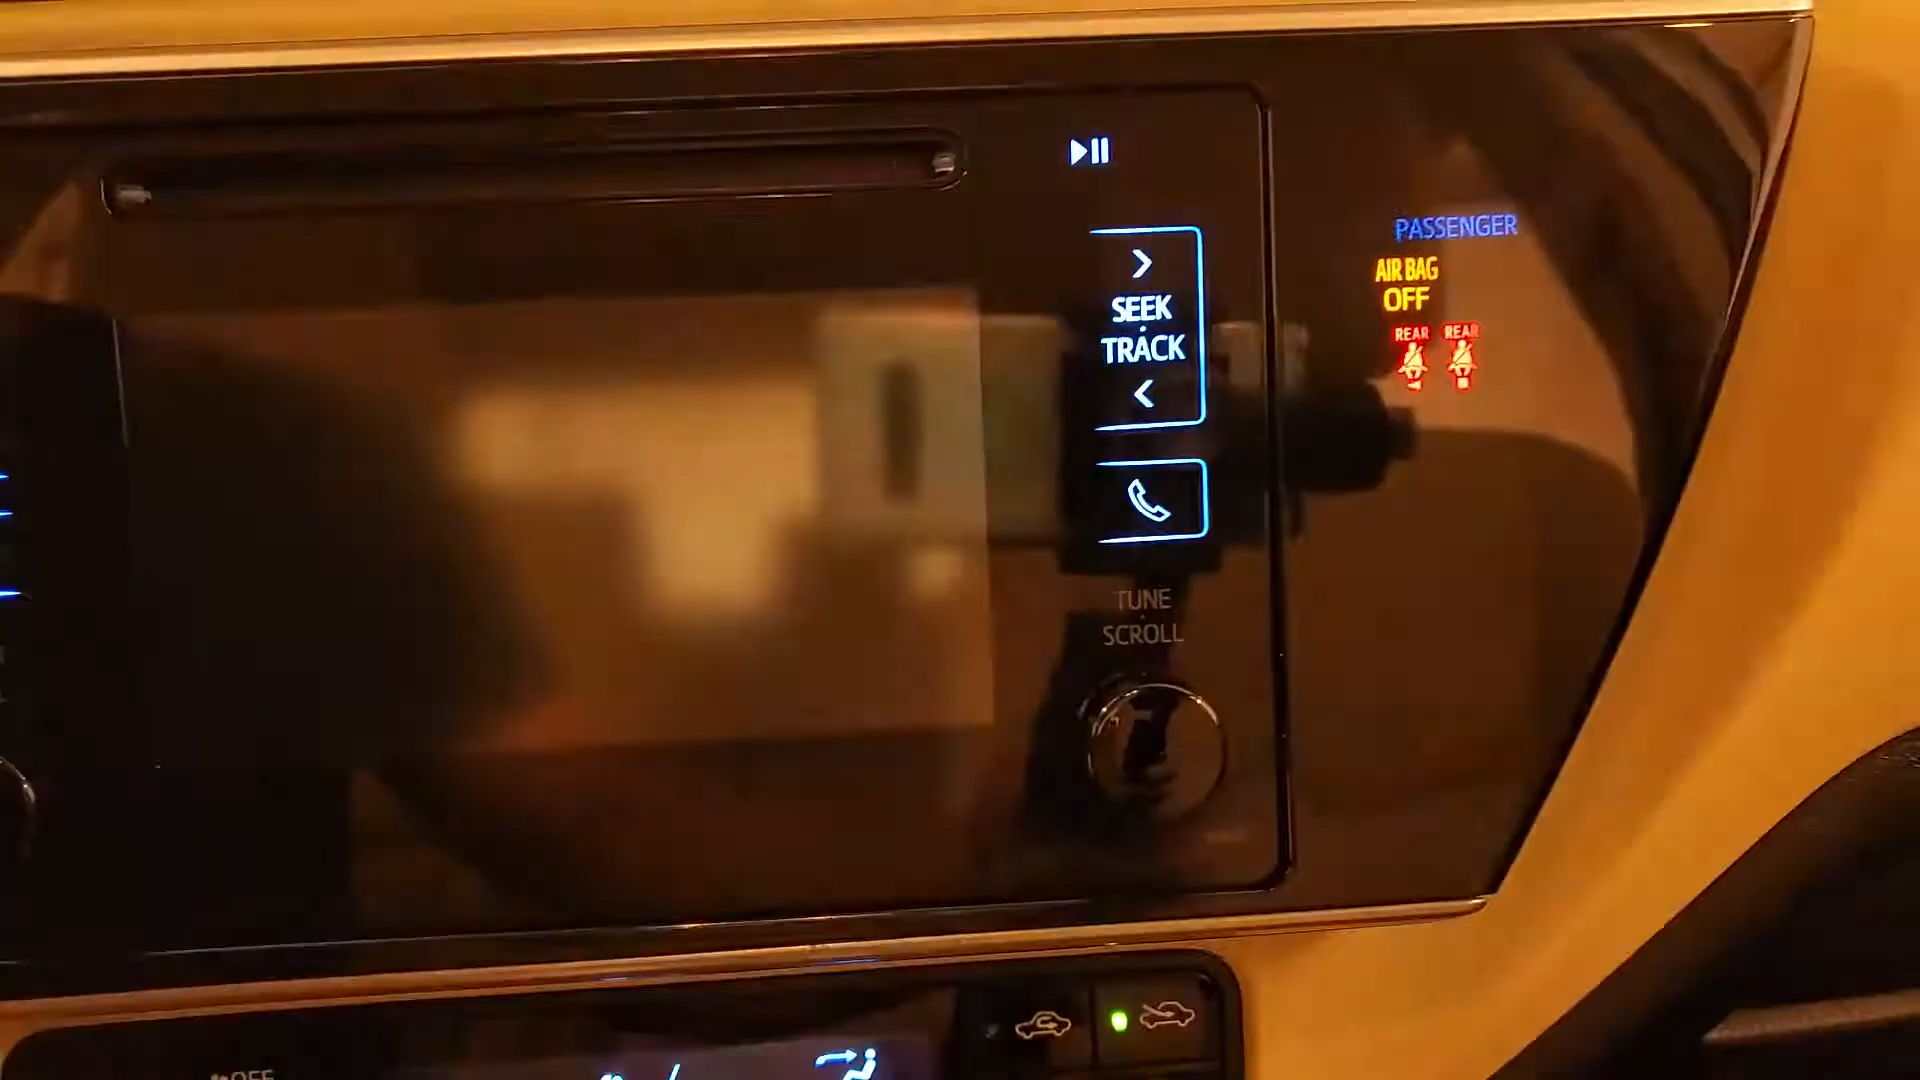 SEEK
TRACK
TUNE
SCROLL
PASSENGER
AIR BAG
OFF
REAR REAR
OFF